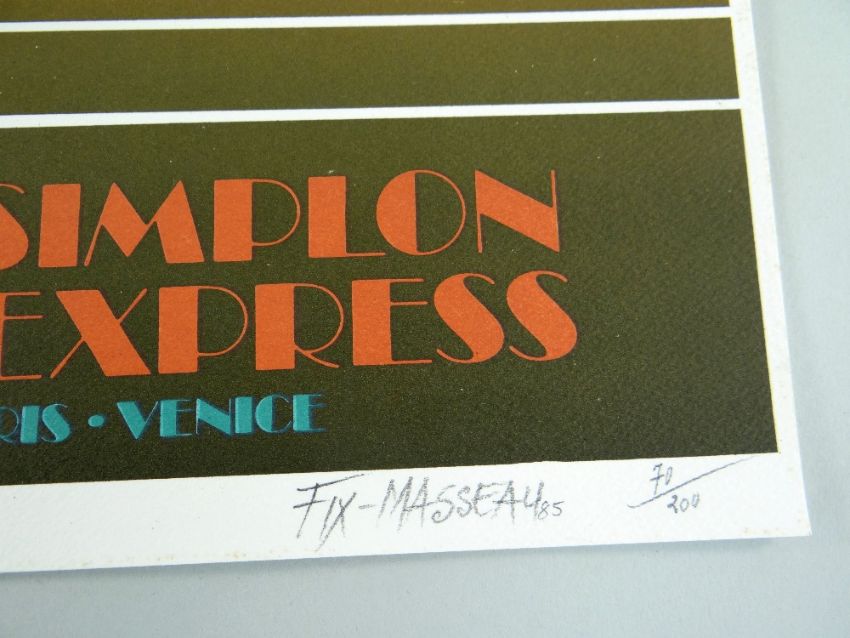 SIMPLON
EXPRESS
RIS • VENICE
FIX-MASSEAU 85
70/200